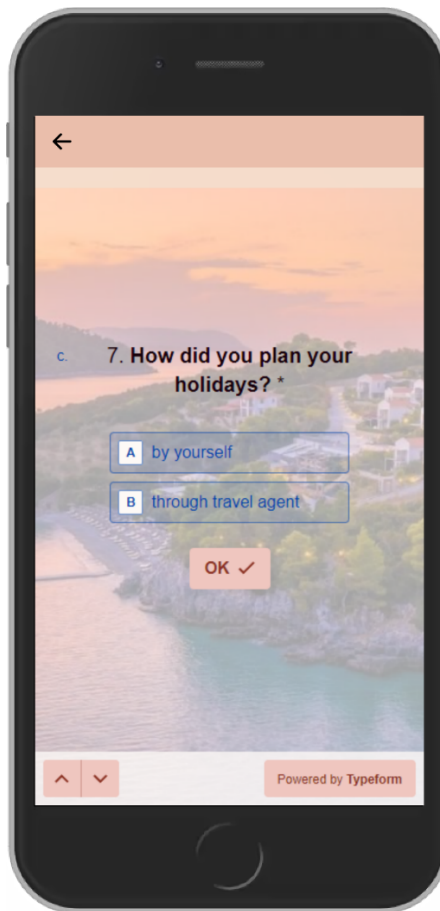 c. 7. How did you plan your
holidays? *
A by yourself
B through travel agent
OK
Powered by Typeform